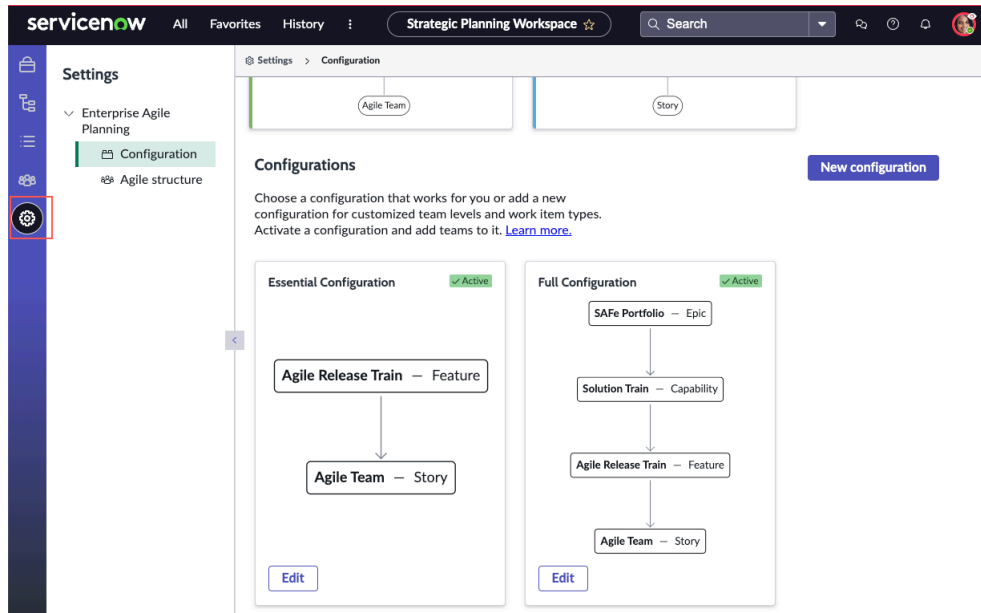 servicenow All Favorites History Strategic Planning Workspace Search
Settings
Enterprise Agile
Planning
Configuration
Agile structure
Settings > Configuration
Agile Team
Story
Configurations
New configuration
Choose a configuration that works for you or add a new
configuration for customized team levels and work item types.
Activate a configuration and add teams to it. Learn more.
Essential Configuration
Active
Agile Release Train — Feature
Agile Team — Story
Edit
Full Configuration
Active
SAFe Portfolio — Epic
Solution Train — Capability
Agile Release Train — Feature
Agile Team — Story
Edit